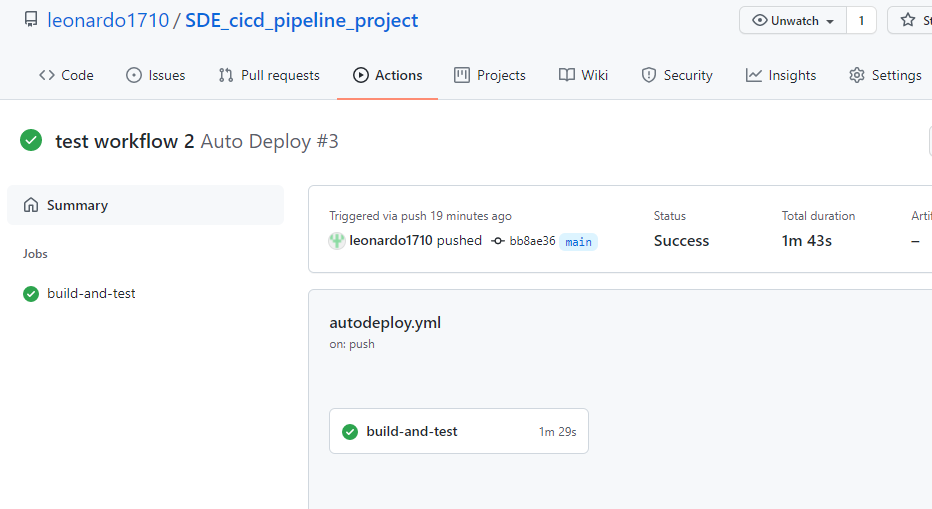 leonardo1710 / SDE_cicd_pipeline_project
Unwatch 1
Code Issues Pull requests Actions Projects Wiki Security Insights Settings
test workflow 2 Auto Deploy #3
Summary
Jobs
build-and-test
Triggered via push 19 minutes ago
leonardo1710 pushed bb8ae36 main
Status
Success
Total duration
1m 43s
–
autodeploy.yml
on: push
build-and-test 1m 29s